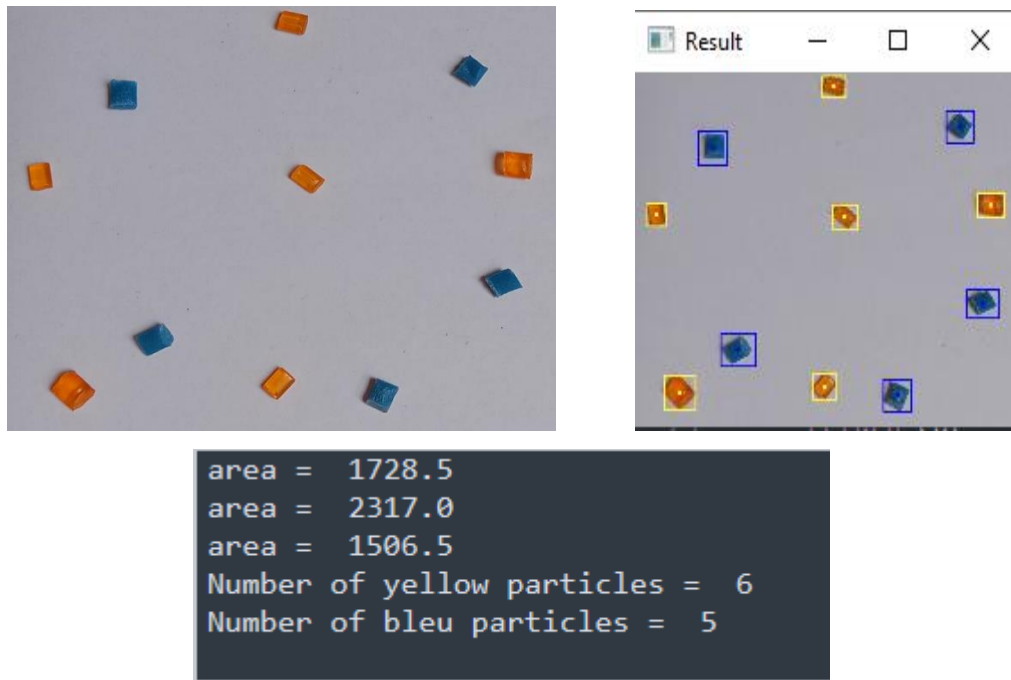 Result
area =  1728.5
area =  2317.0
area =  1506.5
Number of yellow particles =  6
Number of bleu particles =  5